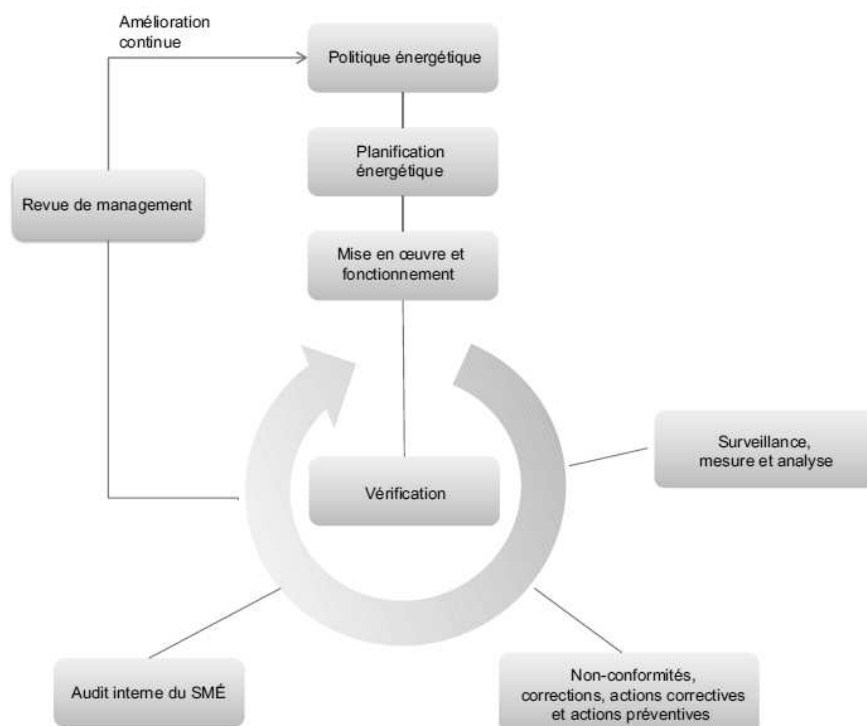 Amélioration
continue
Politique énergétique
Planification
énergétique
Revue de management
Mise en œuvre et
fonctionnement
Surveillance,
mesure et analyse
Vérification
Audit interne du SMÉ
Non-conformités,
corrections, actions correctives
et actions préventives